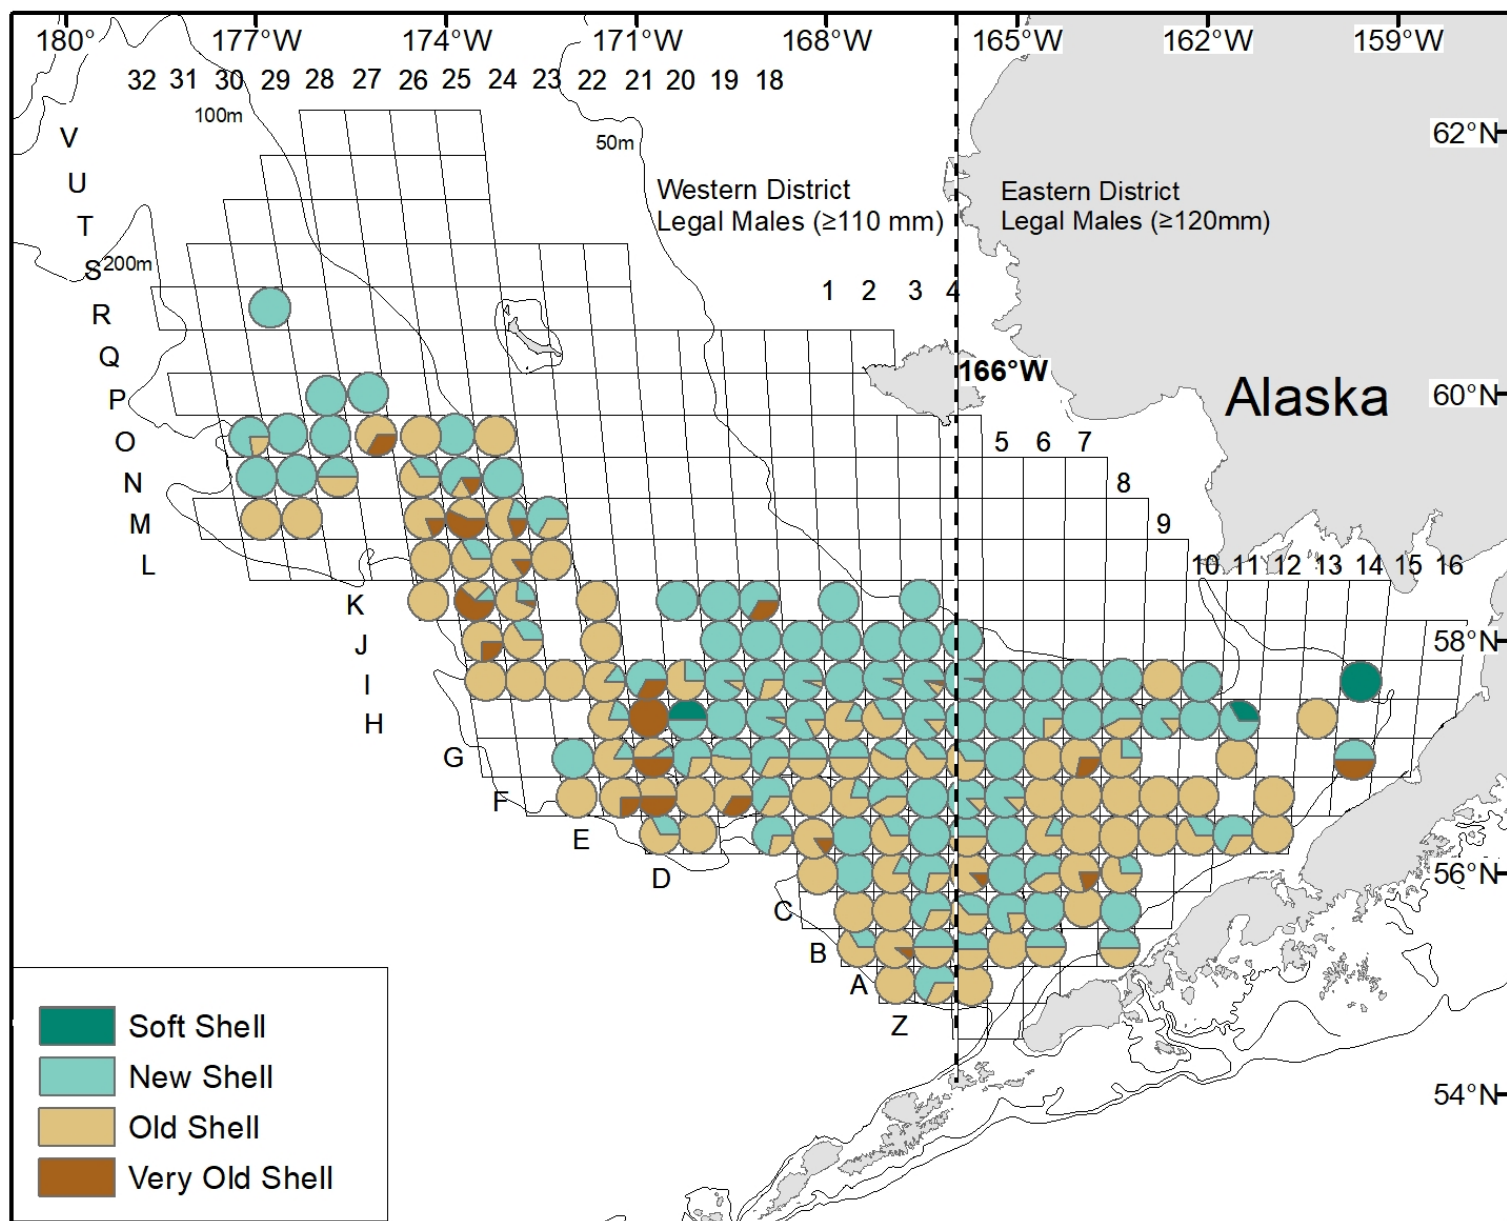 180° 177°W 174°W 171°W 168°W 165°W 162°W 159°W
32 31 30 29 28 27 26 25 24 23 22 21 20 19 18
100m
50m
62°N
V
U
Western District
Legal Males (≥110 mm)
Eastern District
Legal Males (≥120mm)
T
S
200m
1 2 3 4
R
Q
166°W
P
Alaska
60°N
O
5 6 7
N
8
M
9
L
10 11 12 13 14 15 16
K
J
58°N
I
H
G
F
E
D
56°N
C
B
A
Z
54°N
Soft Shell
New Shell
Old Shell
Very Old Shell